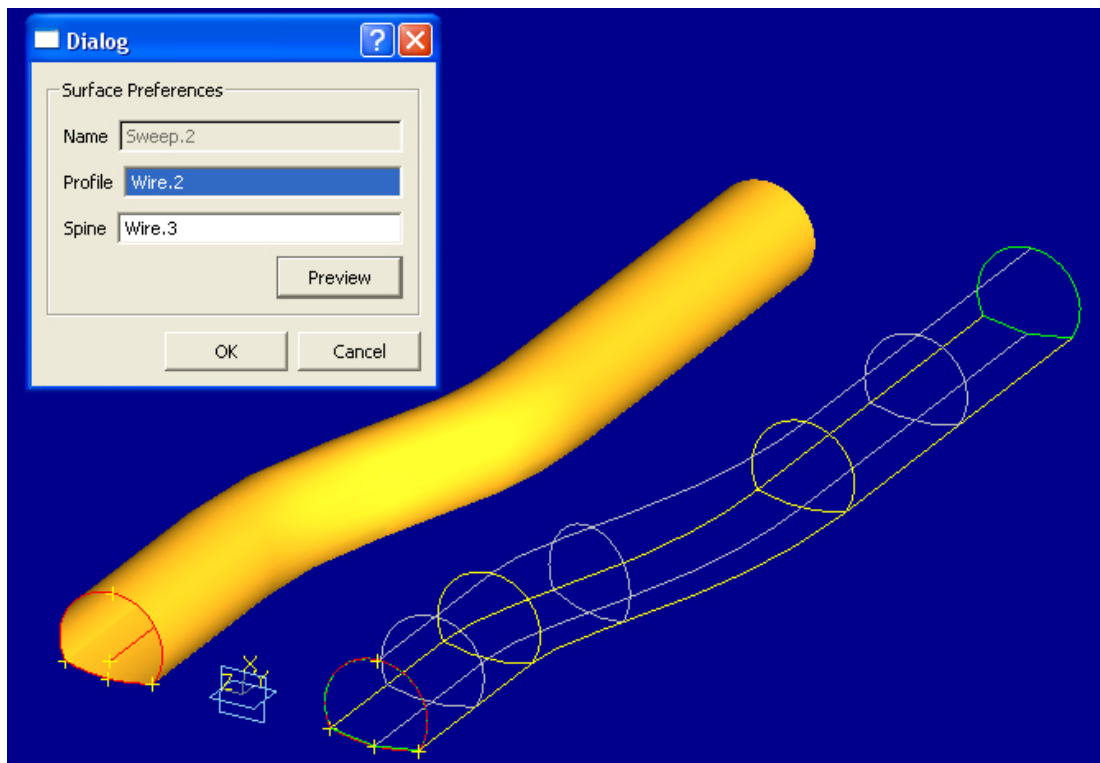 Dialog
Surface Preferences
Name Sweep.2
Profile Wire.2
Spine Wire.3
Preview
OK Cancel
X
Y
Z